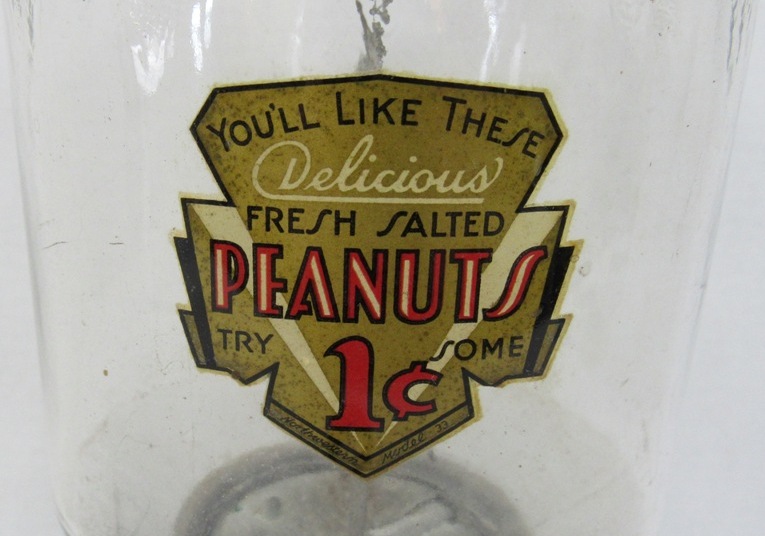 YOU'LL LIKE THESE
Delicious
FRESH SALTED
PEANUTS
TRY SOME
1¢
Northwestern Model 33